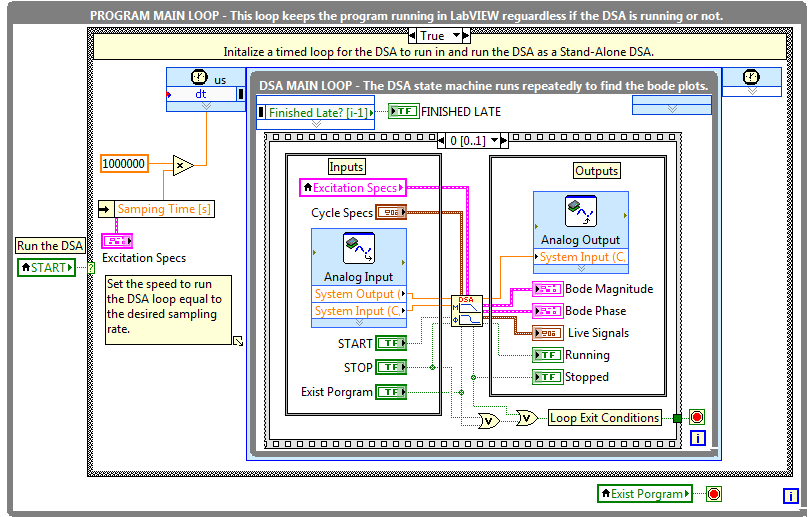 PROGRAM MAIN LOOP - This loop keeps the program running in LabVIEW reguardless if the DSA is running or not.
True
Initalize a timed loop for the DSA to run in and run the DSA as a Stand-Alone DSA.
us
dt
DSA MAIN LOOP - The DSA state machine runs repeatedly to find the bode plots.
Finished Late? [i-1]
TF
FINISHED LATE
0 [0..1]
1000000
x
Samping Time [s]
Excitation Specs
Run the DSA
START
?
Set the speed to run
the DSA loop equal to
the desired sampling
rate.
Inputs
Excitation Specs
Cycle Specs
Analog Input
System Output (
System Input (C
START
TF
STOP
TF
Exist Porgram
TF
DSA
M
Φ
Outputs
Analog Output
System Input (C.
Bode Magnitude
Bode Phase
Live Signals
TF
Running
TF
Stopped
V
V
Loop Exit Conditions
i
Exist Porgram
i